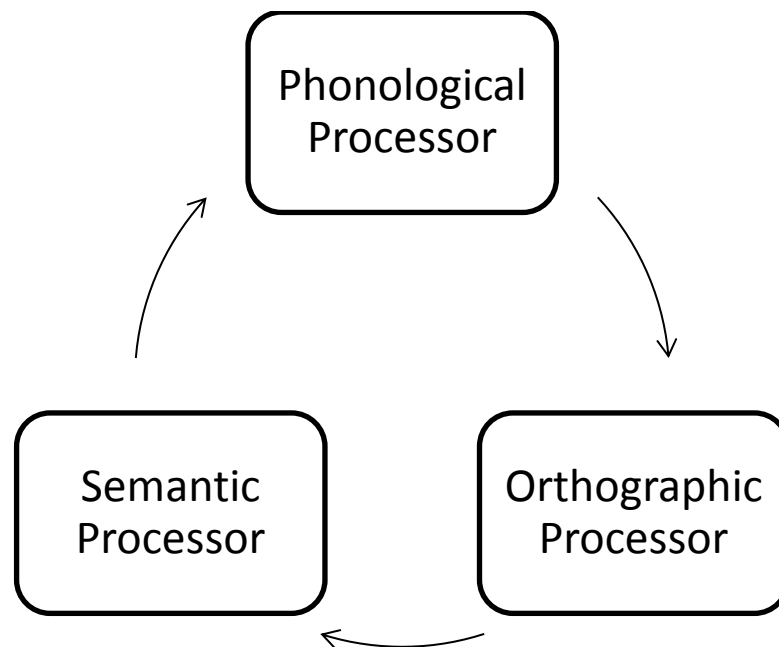 Phonological
Processor
Semantic
Processor
Orthographic
Processor